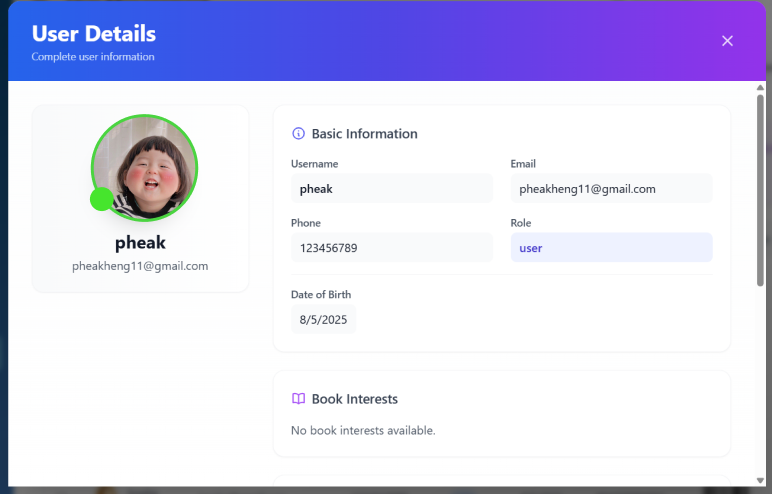 User Details
Complete user information
pheak
pheakheng11@gmail.com
Basic Information
Username
pheak
Email
pheakheng11@gmail.com
Phone
123456789
Role
user
Date of Birth
8/5/2025
Book Interests
No book interests available.